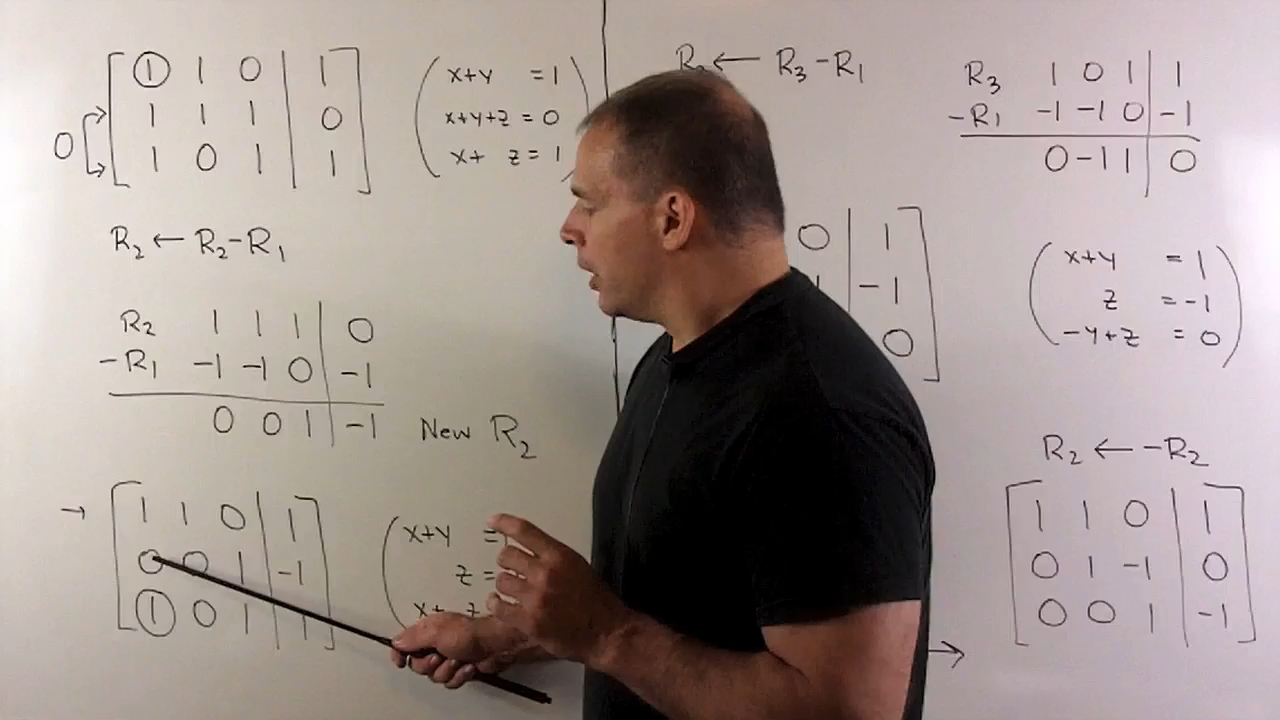 1 1 0 | 1
1 1 1 | 0
0
1 0 1 | 1
x+y = 1
x+y+z = 0
x+ z = 1
R₂ ← R₂-R₁
R₂ 1 1 1 | 0
-R₁ -1 -1 0 | -1
0 0 1 | -1
New R₂
→
1 1 0 | 1
0 0 1 | -1
1 0 1 | 1
x+y =
z =
x+ z
← R₃-R₁
R₃ 1 0 1 | 1
-R₁ -1 -1 0 | -1
0 -1 1 | 0
0 | 1
| -1
0
x+y = 1
z = -1
-y+z = 0
R₂ ← -R₂
→
1 1 0 | 1
0 1 -1 | 0
0 0 1 | -1